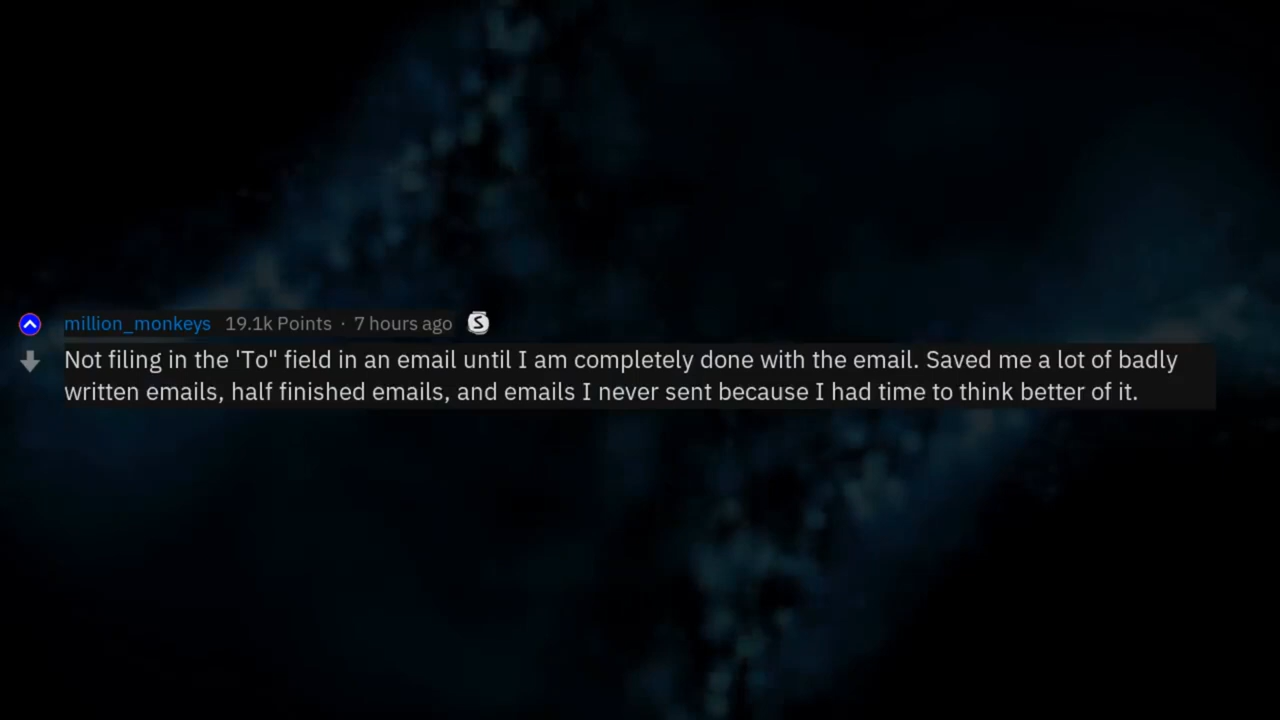 million_monkeys 19.1k Points · 7 hours ago S
Not filing in the 'To" field in an email until I am completely done with the email. Saved me a lot of badly
written emails, half finished emails, and emails I never sent because I had time to think better of it.